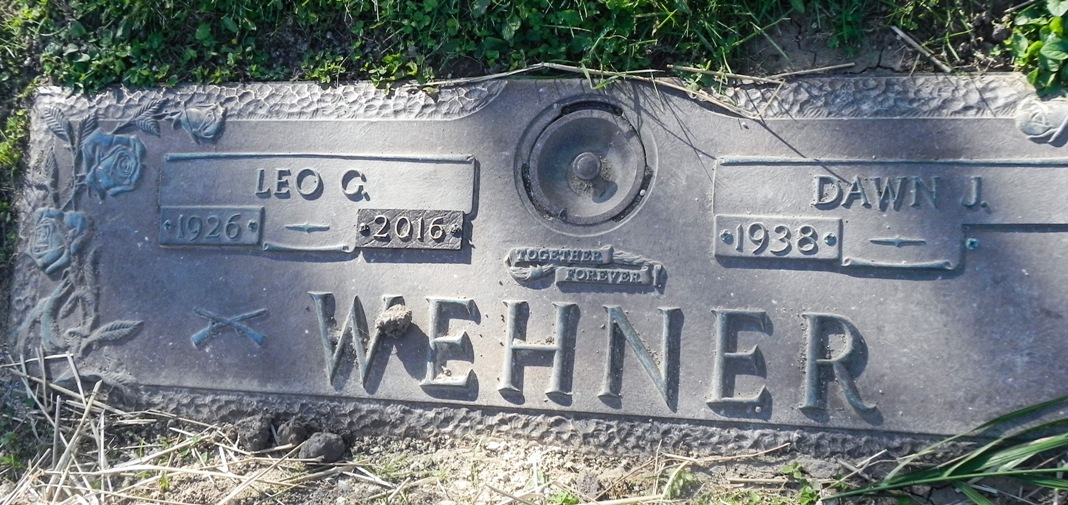 LEO G.
1926 2016
DAWN J.
1938
TOGETHER
FOREVER
WEHNER